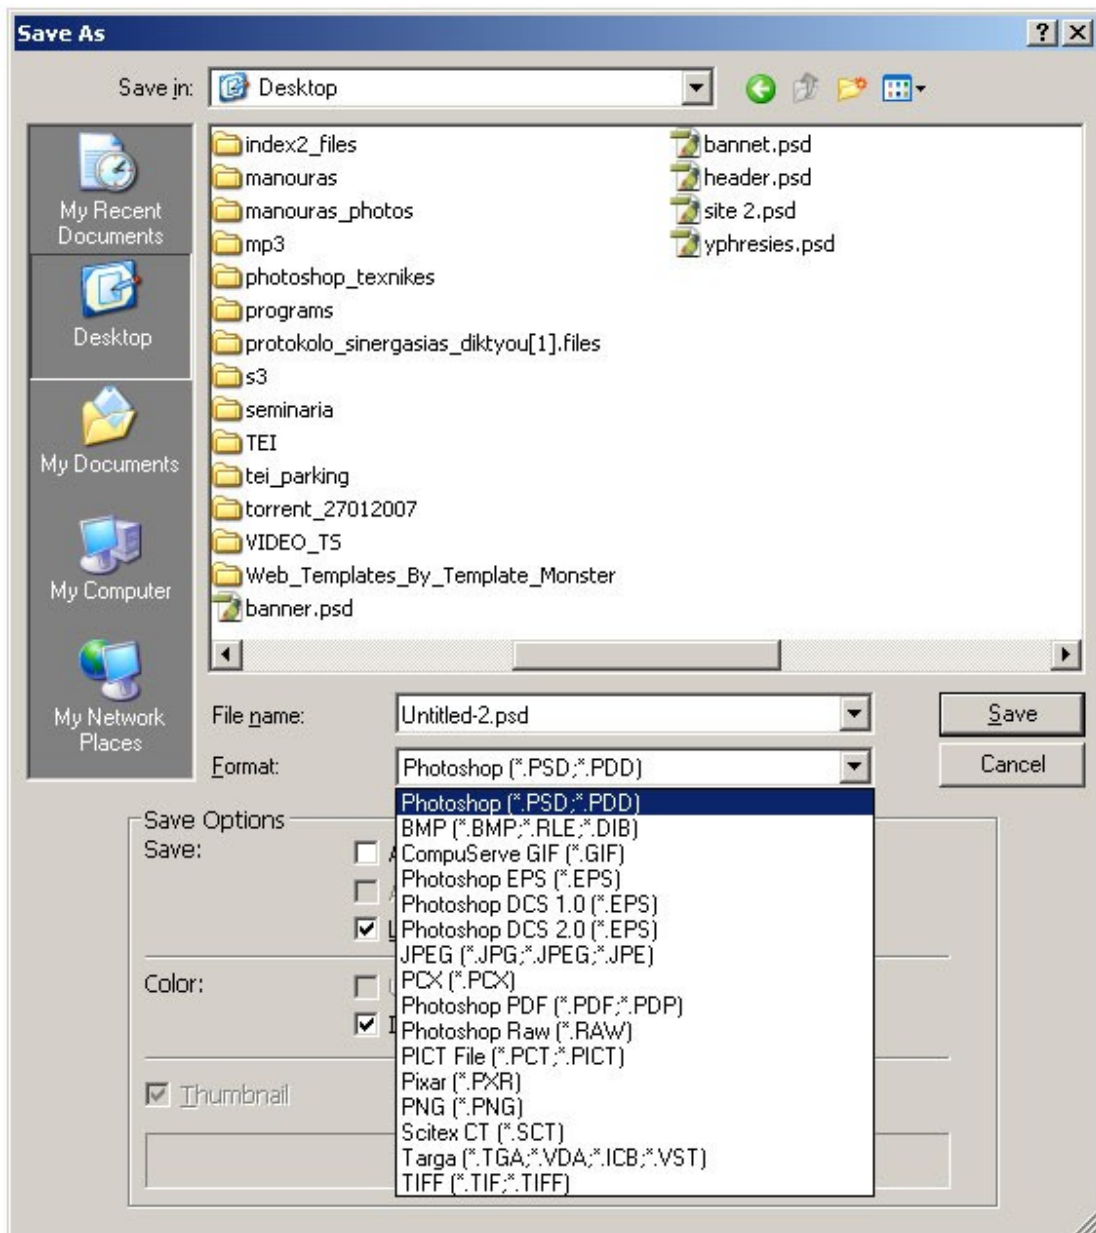 Save As
Save in:
Desktop
My Recent
Documents
Desktop
My Documents
My Computer
My Network
Places
index2_files
manouras
manouras_photos
mp3
photoshop_texnikes
programs
protokolo_sinergasias_diktyou[1].files
s3
seminaria
TEI
tei_parking
torrent_27012007
VIDEO_TS
Web_Templates_By_Template_Monster
banner.psd
bannet.psd
header.psd
site 2.psd
yphresies.psd
File name:
Untitled-2.psd
Save
Format:
Photoshop (*.PSD;*.PDD)
Cancel
Photoshop (*.PSD;*.PDD)
BMP (*.BMP;*.RLE;*.DIB)
CompuServe GIF (*.GIF)
Photoshop EPS (*.EPS)
Photoshop DCS 1.0 (*.EPS)
Photoshop DCS 2.0 (*.EPS)
JPEG (*.JPG;*.JPEG;*.JPE)
PCX (*.PCX)
Photoshop PDF (*.PDF;*.PDP)
Photoshop Raw (*.RAW)
PICT File (*.PCT;*.PICT)
Pixar (*.PXR)
PNG (*.PNG)
Scitex CT (*.SCT)
Targa (*.TGA;*.VDA;*.ICB;*.VST)
TIFF (*.TIF;*.TIFF)
Save Options
Save:
Color:
Thumbnail